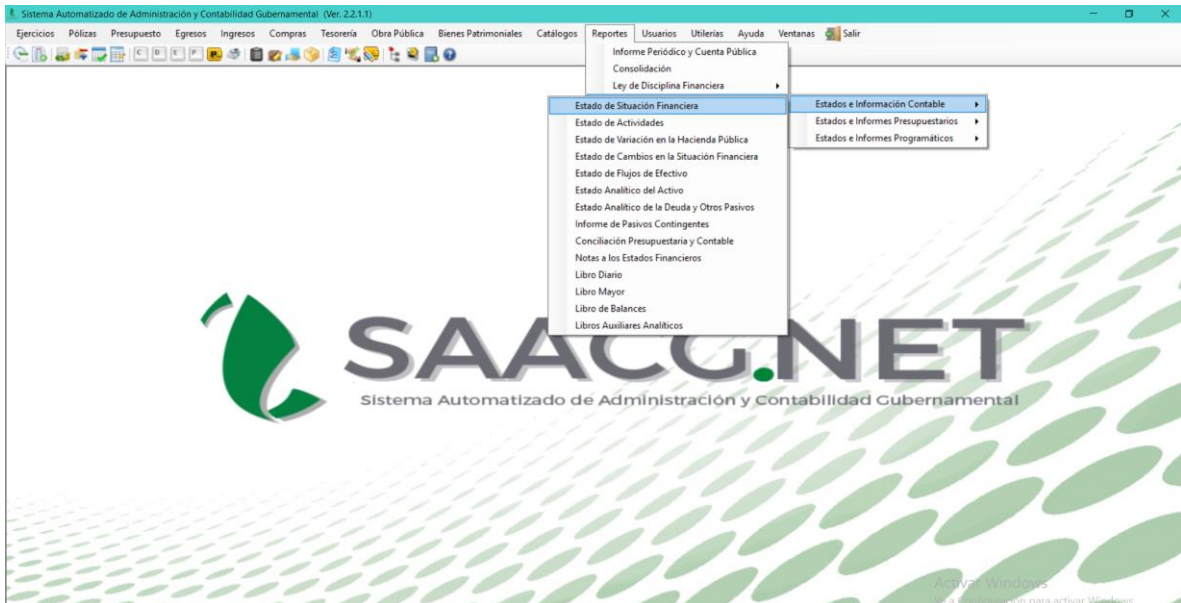 Sistema Automatizado de Administración y Contabilidad Gubernamental (Ver. 2.2.1.1)
Ejercicios Pólizas Presupuesto Egresos Ingresos Compras Tesorería Obra Pública Bienes Patrimoniales Catálogos Reportes Usuarios Utilerías Ayuda Ventanas Salir
C D E P P.
Informe Periódico y Cuenta Pública
Consolidación
Ley de Disciplina Financiera
Estados e Información Contable
Estados e Informes Presupuestarios
Estados e Informes Programáticos
Estado de Situación Financiera
Estado de Actividades
Estado de Variación en la Hacienda Pública
Estado de Cambios en la Situación Financiera
Estado de Flujos de Efectivo
Estado Analítico del Activo
Estado Analítico de la Deuda y Otros Pasivos
Informe de Pasivos Contingentes
Conciliación Presupuestaria y Contable
Notas a los Estados Financieros
Libro Diario
Libro Mayor
Libro de Balances
Libros Auxiliares Analíticos
SAACG.NET
Sistema Automatizado de Administración y Contabilidad Gubernamental
Activar Windows
para activar Windows